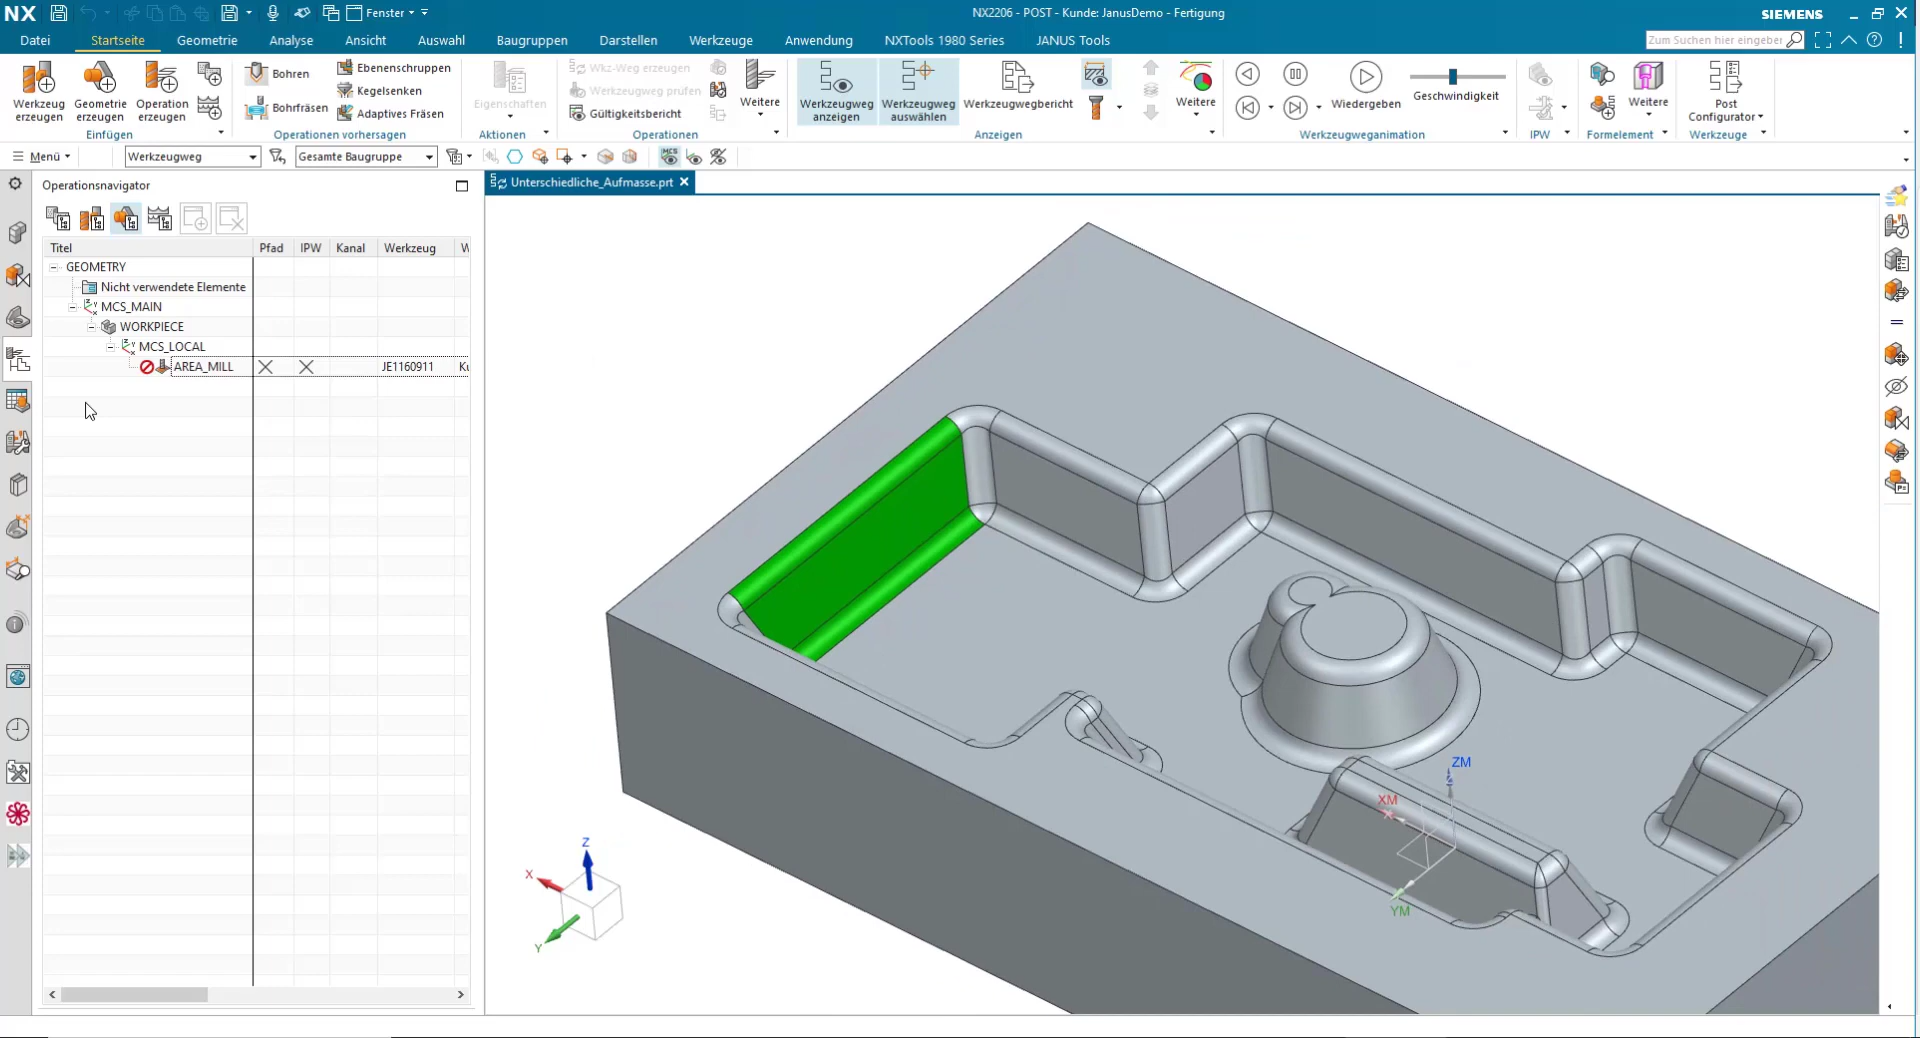 NX
Fenster
NX2206 - POST - Kunde: JanusDemo - Fertigung
SIEMENS
Datei
Startseite
Geometrie
Analyse
Ansicht
Auswahl
Baugruppen
Darstellen
Werkzeuge
Anwendung
NXTools 1980 Series
JANUS Tools
Zum Suchen hier eingeber
Werkzeug erzeugen
Geometrie erzeugen
Operation erzeugen
Einfügen
Bohren
Bohrfräsen
Ebenenschruppen
Kegelsenken
Adaptives Fräsen
Operationen vorhersagen
Eigenschaften
Aktionen
Wkz-Weg erzeugen
Werkzeugweg prüfen
Gültigkeitsbericht
Weitere
Operationen
Werkzeugweg anzeigen
Werkzeugweg auswählen
Werkzeugwegbericht
Weitere
Anzeigen
Wiedergeben
Geschwindigkeit
Werkzeugweganimation
IPW
Weitere
Formelement
Post Configurator
Werkzeuge
Menü
Werkzeugweg
Gesamte Baugruppe
MCS
Operationsnavigator
Unterschiedliche_Aufmasse.prt
Titel Pfad IPW Kanal Werkzeug W
GEOMETRY
Nicht verwendete Elemente
MCS_MAIN
WORKPIECE
MCS_LOCAL
AREA_MILL JE1160911 Ku
ZM
XM
YM
Z
X
Y